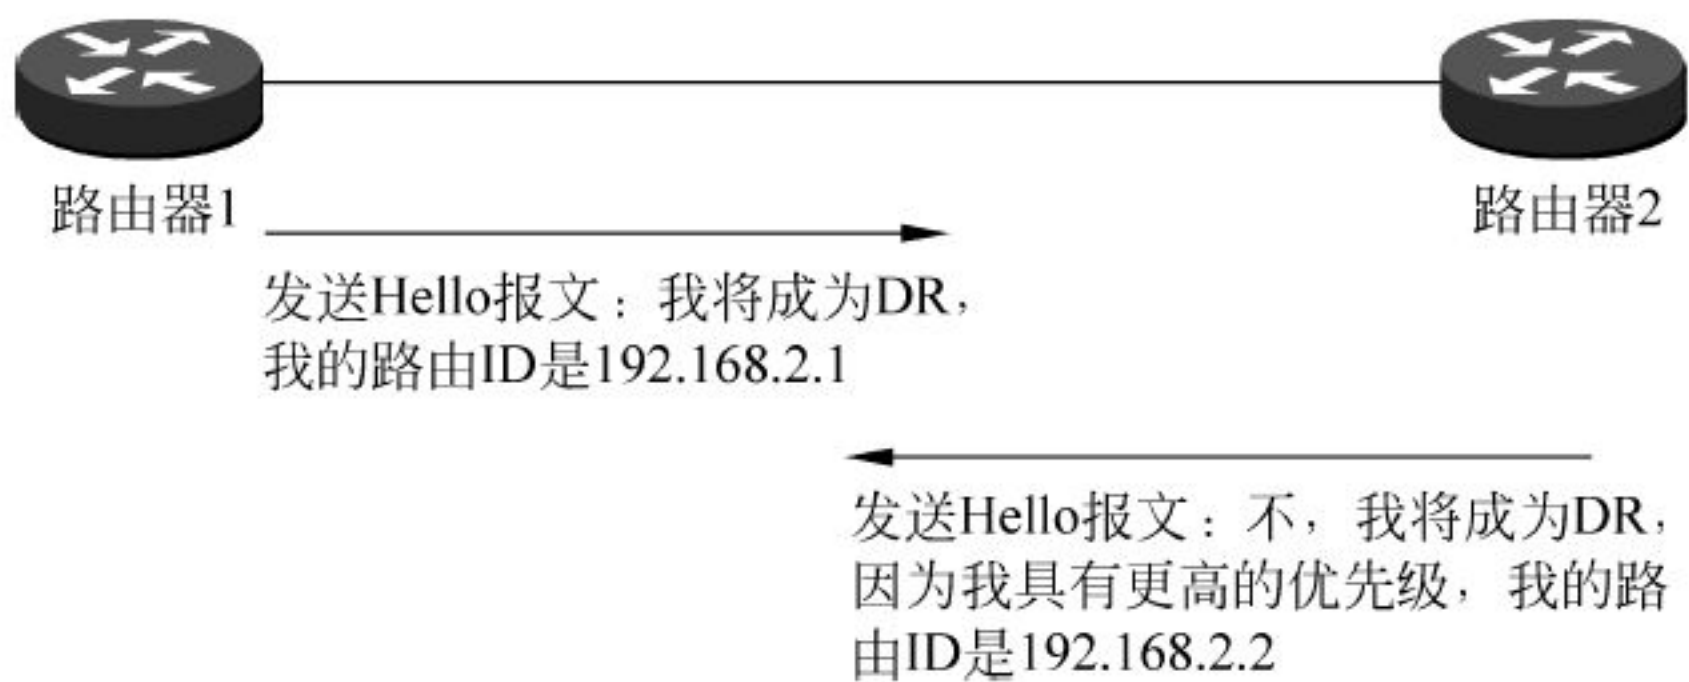 路由器1
路由器2
发送Hello报文：我将成为DR，
我的路由ID是192.168.2.1
发送Hello报文：不，我将成为DR，
因为我具有更高的优先级，我的路
由ID是192.168.2.2